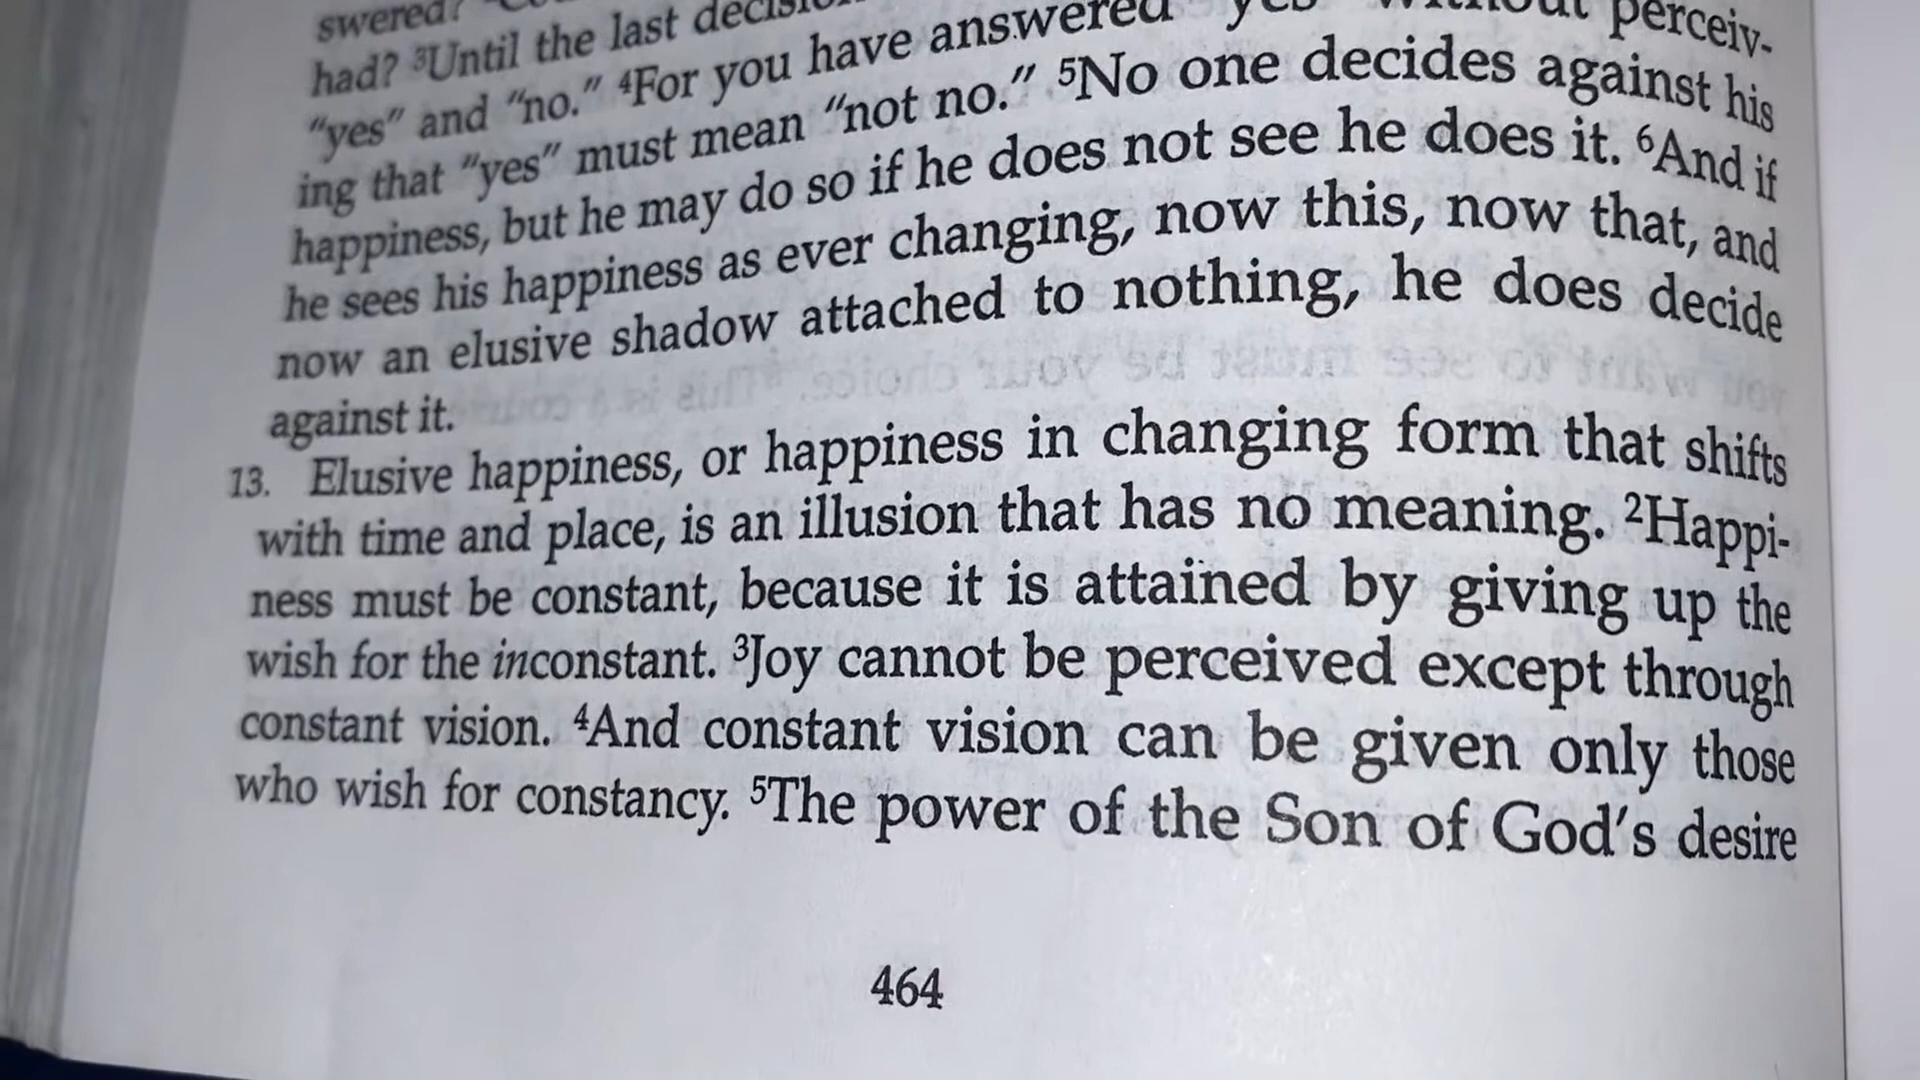 swered?
had? ³Until the last decision
"yes" and "no." ⁴For you have answered "yes" without perceiv-
ing that "yes" must mean "not no." ⁵No one decides against his
happiness, but he may do so if he does not see he does it. ⁶And if
he sees his happiness as ever changing, now this, now that, and
now an elusive shadow attached to nothing, he does decide
against it.
13. Elusive happiness, or happiness in changing form that shifts
with time and place, is an illusion that has no meaning. ²Happi-
ness must be constant, because it is attained by giving up the
wish for the inconstant. ³Joy cannot be perceived except through
constant vision. ⁴And constant vision can be given only those
who wish for constancy. ⁵The power of the Son of God's desire
464